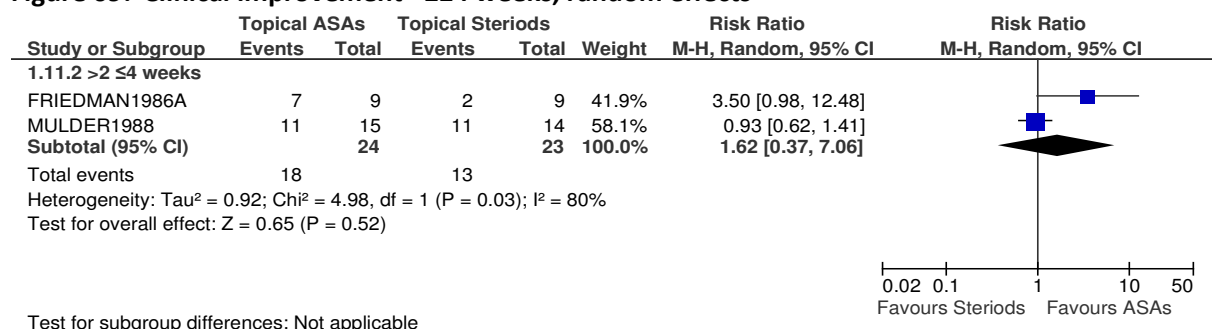 Topical ASAs Topical Steriods Risk Ratio Risk Ratio
Study or Subgroup Events Total Events Total Weight M-H, Random, 95% CI M-H, Random, 95% CI
1.11.2 >2 ≤4 weeks
FRIEDMAN1986A 7 9 2 9 41.9% 3.50 [0.98, 12.48]
MULDER1988 11 15 11 14 58.1% 0.93 [0.62, 1.41]
Subtotal (95% CI) 24 23 100.0% 1.62 [0.37, 7.06]
Total events 18 13
Heterogeneity: Tau² = 0.92; Chi² = 4.98, df = 1 (P = 0.03); I² = 80%
Test for overall effect: Z = 0.65 (P = 0.52)
0.02 0.1 1 10 50
Favours Steriods Favours ASAs
Test for subgroup differences: Not applicable